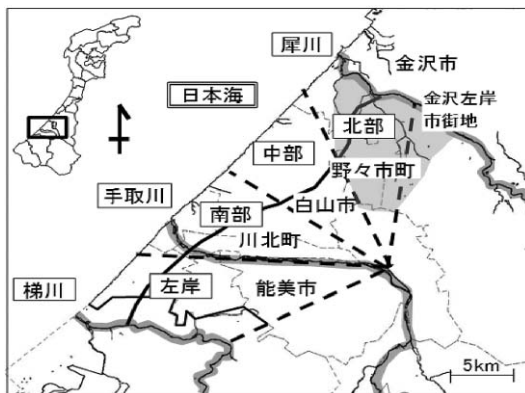 犀川
金沢市
日本海
金沢左岸
市街地
北部
中部
野々市町
手取川
白山市
南部
川北町
左岸
能美市
梯川
5km